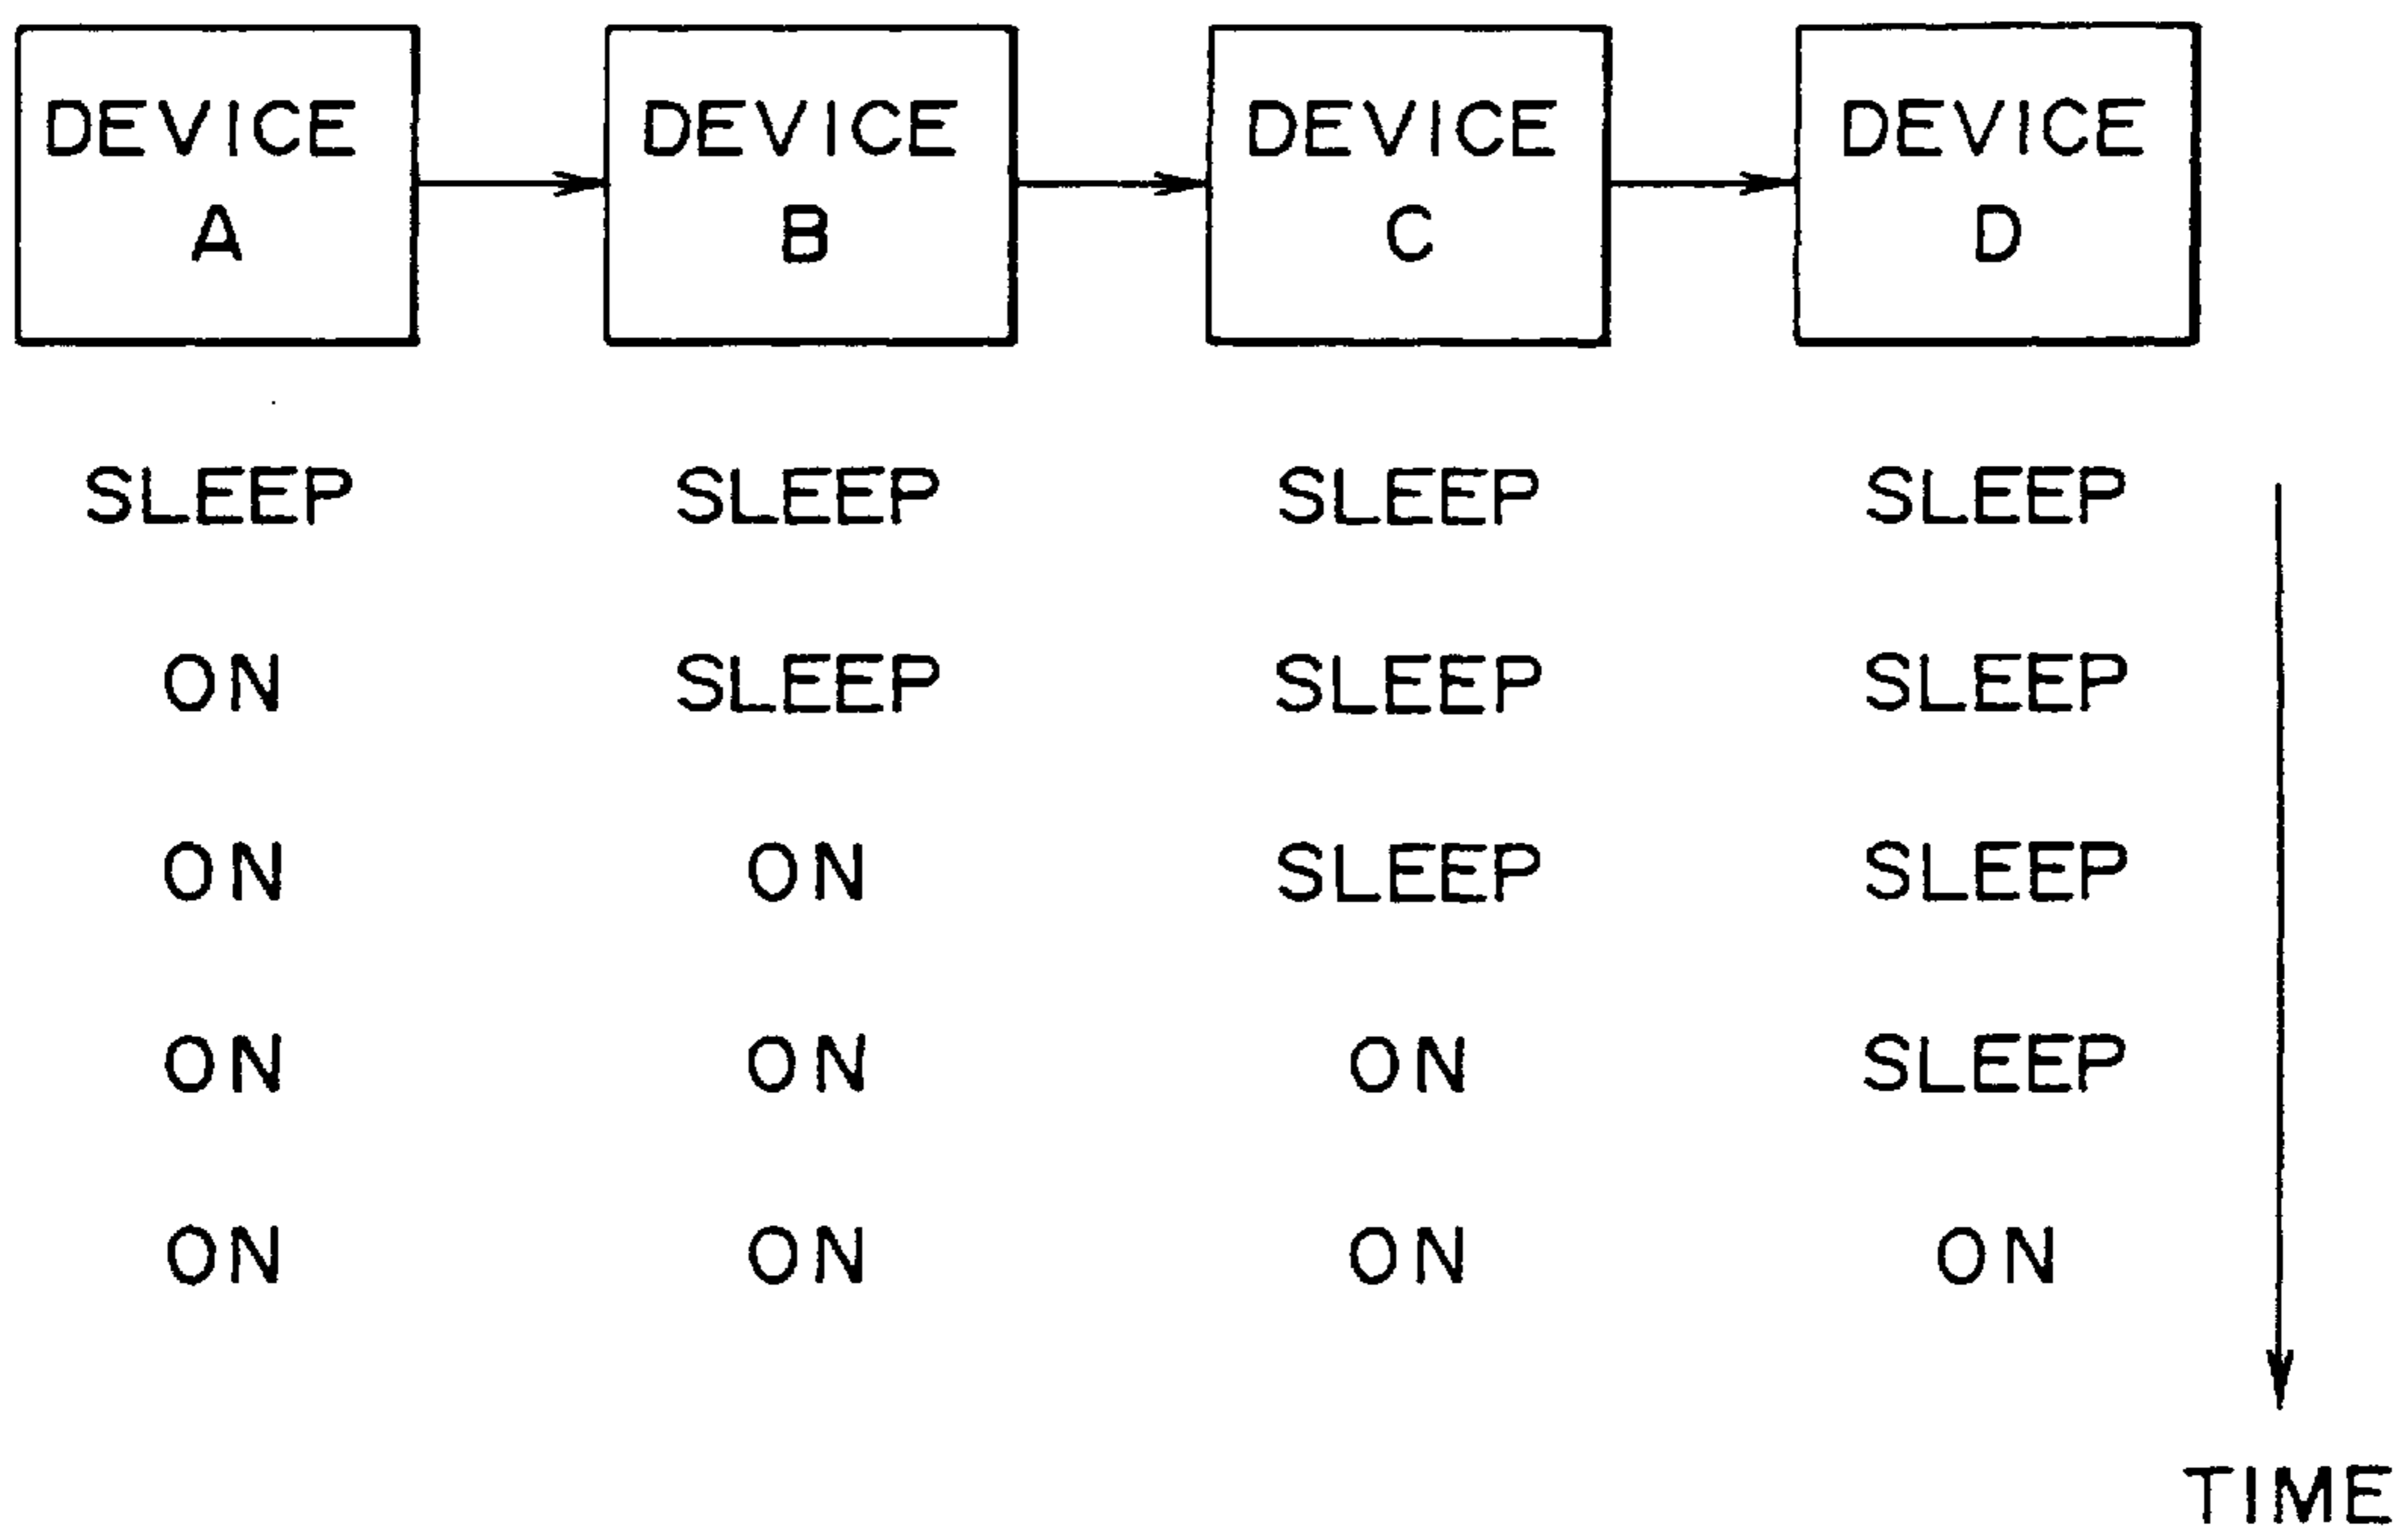 DEVICE DEVICE DEVICE DEVICE
A B C D
SLEEP SLEEP SLEEP SLEEP
ON SLEEP SLEEP SLEEP
ON ON SLEEP SLEEP
ON ON ON SLEEP
ON ON ON ON
TIME